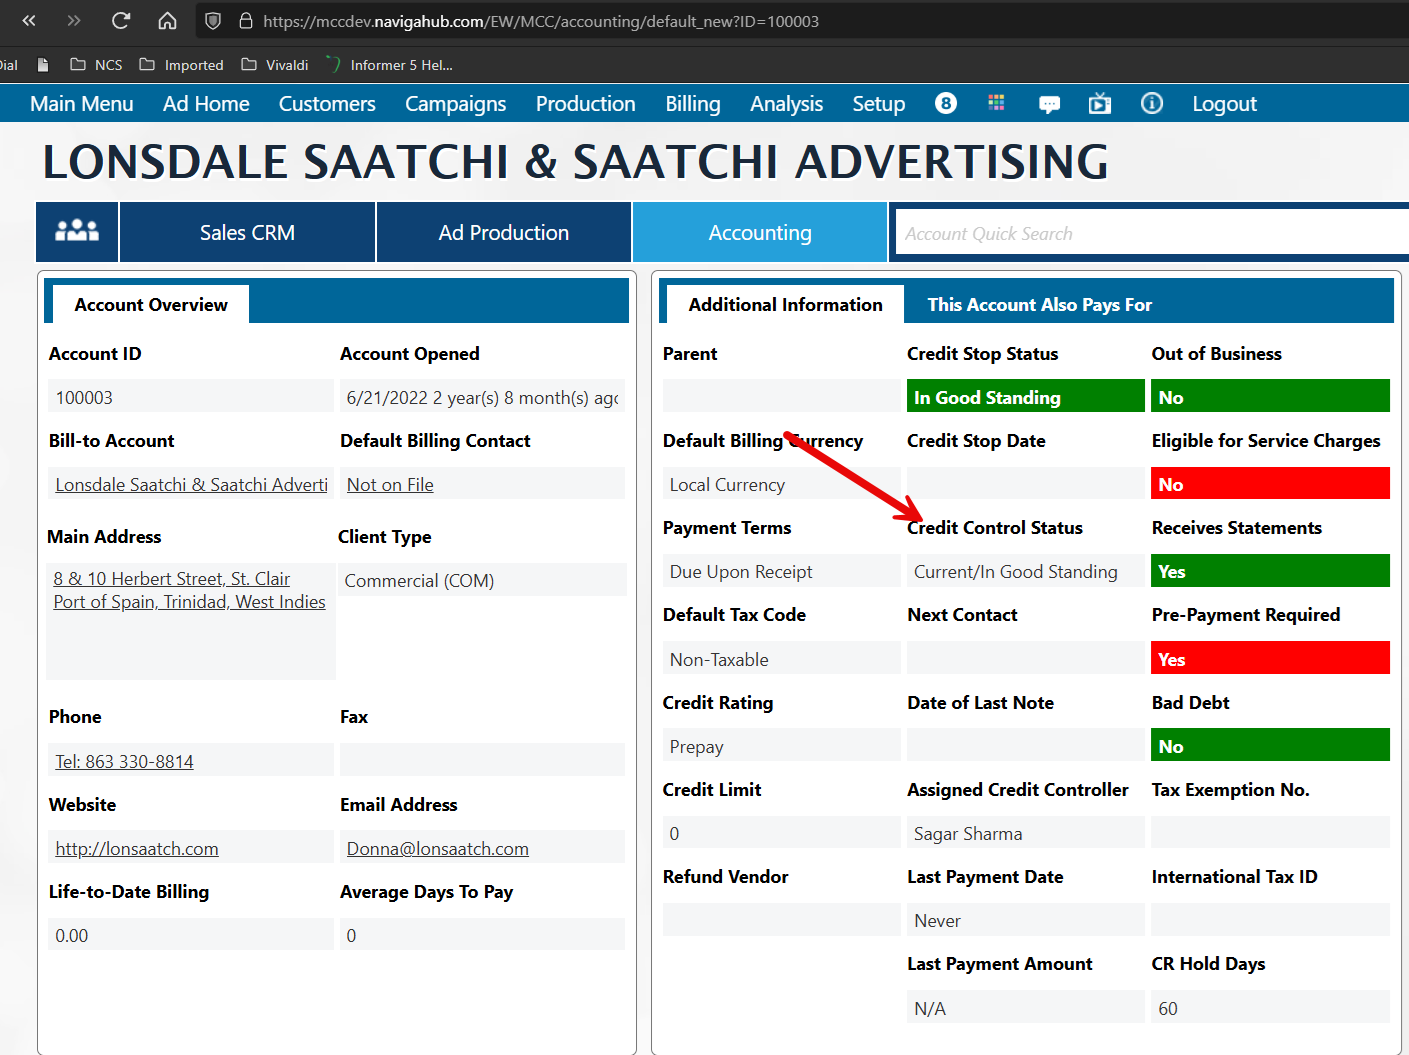 https://mccdev.navigahub.com/EW/MCC/accounting/default_new?ID=100003
Dial NCS Imported Vivaldi Informer 5 Hel...
Main Menu Ad Home Customers Campaigns Production Billing Analysis Setup 8 Logout
LONSDALE SAATCHI & SAATCHI ADVERTISING
Sales CRM Ad Production Accounting Account Quick Search
Account Overview
Account ID Account Opened
100003 6/21/2022 2 year(s) 8 month(s) ago
Bill-to Account Default Billing Contact
Lonsdale Saatchi & Saatchi Adverti Not on File
Main Address Client Type
8 & 10 Herbert Street, St. Clair Commercial (COM)
Port of Spain, Trinidad, West Indies
Phone Fax
Tel: 863 330-8814
Website Email Address
http://lonsaatch.com Donna@lonsaatch.com
Life-to-Date Billing Average Days To Pay
0.00 0
Additional Information This Account Also Pays For
Parent Credit Stop Status Out of Business
In Good Standing No
Default Billing Currency Credit Stop Date Eligible for Service Charges
Local Currency No
Payment Terms Credit Control Status Receives Statements
Due Upon Receipt Current/In Good Standing Yes
Default Tax Code Next Contact Pre-Payment Required
Non-Taxable Yes
Credit Rating Date of Last Note Bad Debt
Prepay No
Credit Limit Assigned Credit Controller Tax Exemption No.
0 Sagar Sharma
Refund Vendor Last Payment Date International Tax ID
Never
Last Payment Amount CR Hold Days
N/A 60